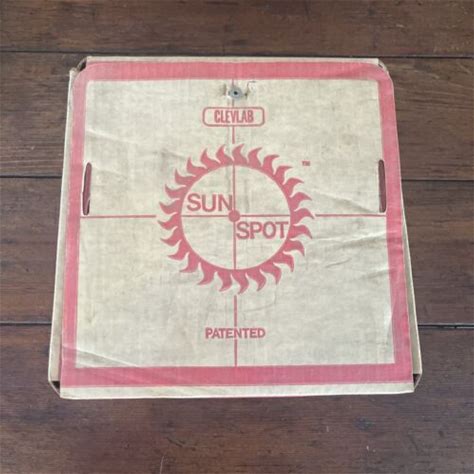 CLEVLAB
TM
SUN
SPOT
PATENTED